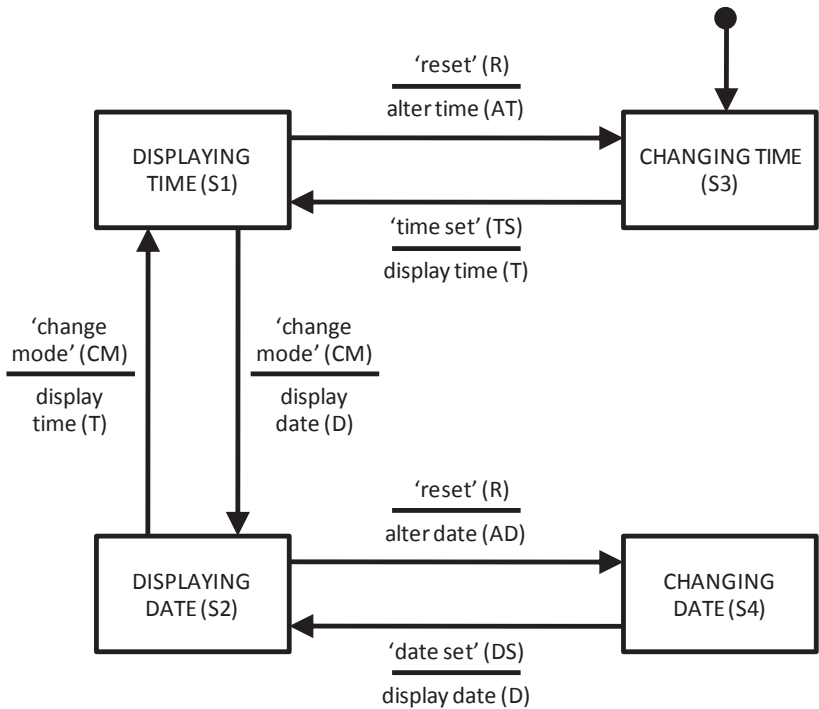 ‘reset’ (R)
alter time (AT)
DISPLAYING
TIME (S1)
CHANGING TIME
(S3)
‘time set’ (TS)
display time (T)
‘change
mode’ (CM)
display
time (T)
‘change
mode’ (CM)
display
date (D)
‘reset’ (R)
alter date (AD)
DISPLAYING
DATE (S2)
CHANGING
DATE (S4)
‘date set’ (DS)
display date (D)